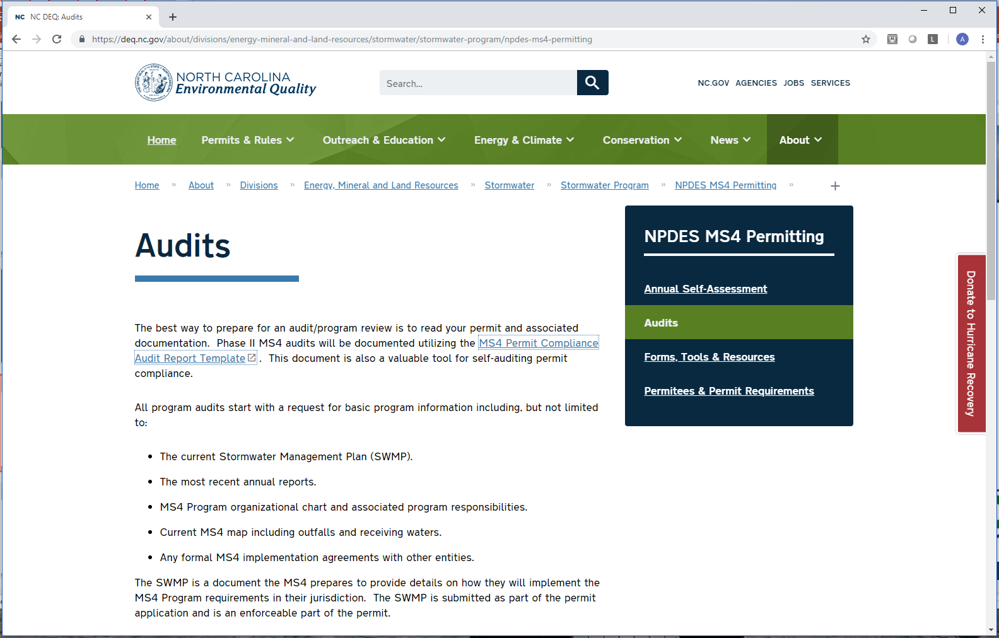 NC NC DEQ: Audits
https://deq.nc.gov/about/divisions/energy-mineral-and-land-resources/stormwater/stormwater-program/npdes-ms4-permitting
L
A
NORTH CAROLINA
Environmental Quality
Search...
NC.GOV AGENCIES JOBS SERVICES
Home Permits & Rules Outreach & Education Energy & Climate Conservation News About
Home » About » Divisions » Energy, Mineral and Land Resources » Stormwater » Stormwater Program » NPDES MS4 Permitting »
Audits
The best way to prepare for an audit/program review is to read your permit and associated
documentation.  Phase II MS4 audits will be documented utilizing the MS4 Permit Compliance
Audit Report Template .  This document is also a valuable tool for self-auditing permit
compliance.
All program audits start with a request for basic program information including, but not limited
to:
• The current Stormwater Management Plan (SWMP).
• The most recent annual reports.
• MS4 Program organizational chart and associated program responsibilities.
• Current MS4 map including outfalls and receiving waters.
• Any formal MS4 implementation agreements with other entities.
The SWMP is a document the MS4 prepares to provide details on how they will implement the
MS4 Program requirements in their jurisdiction.  The SWMP is submitted as part of the permit
application and is an enforceable part of the permit.
NPDES MS4 Permitting
Annual Self-Assessment
Audits
Forms, Tools & Resources
Permitees & Permit Requirements
Donate to Hurricane Recovery